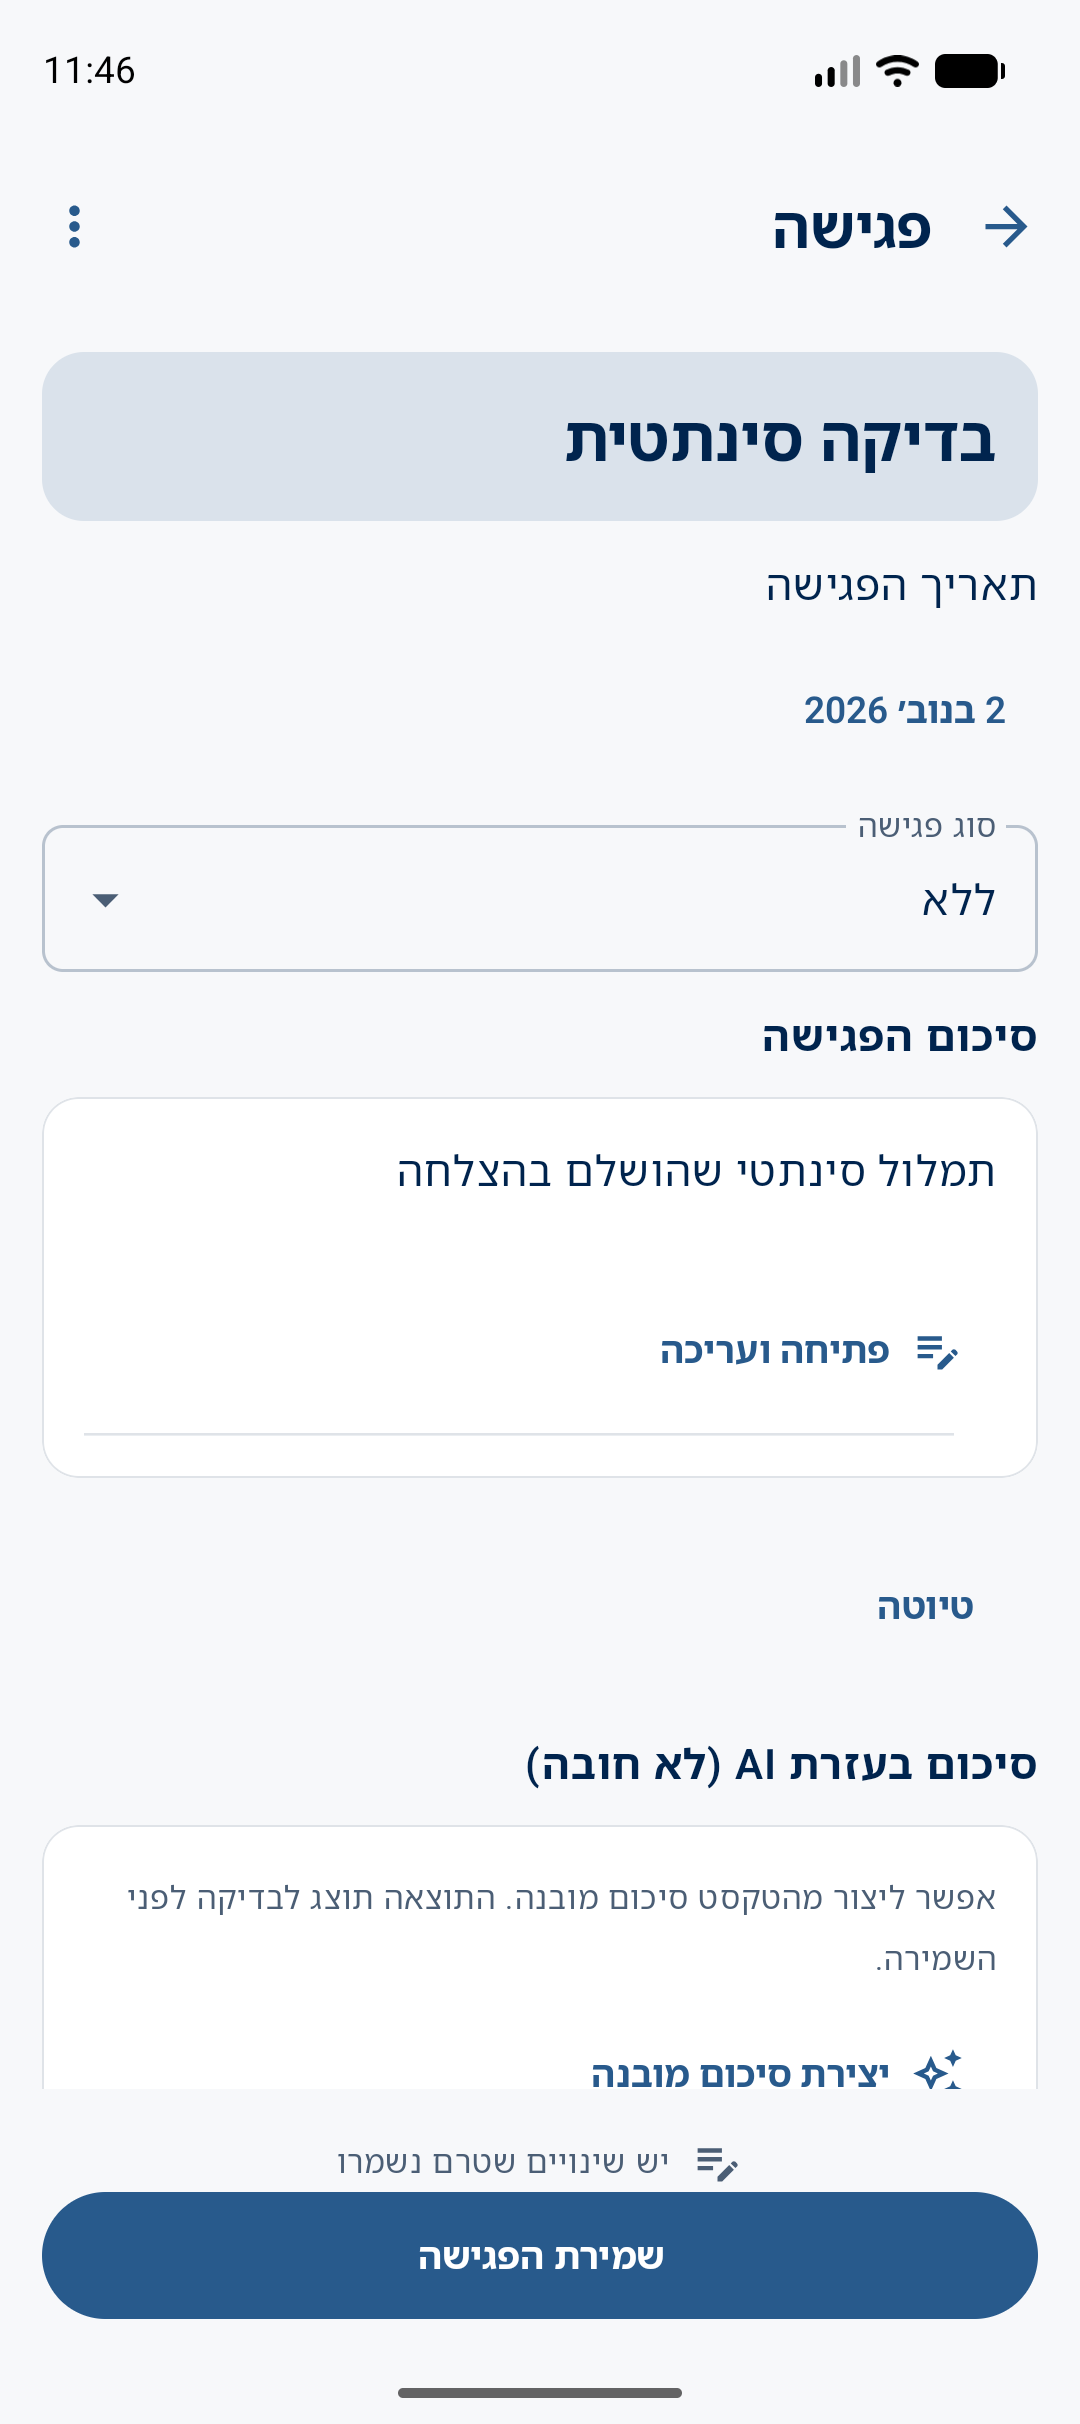 11:46
פגישה
בדיקה סינתטית
תאריך הפגישה
2 בנוב׳ 2026
סוג פגישה
ללא
סיכום הפגישה
תמלול סינתטי שהושלם בהצלחה
פתיחה ועריכה
טיוטה
סיכום בעזרת AI (לא חובה)
אפשר ליצור מהטקסט סיכום מובנה. התוצאה תוצג לבדיקה לפני
השמירה.
יצירת סיכום מובנה
יש שינויים שטרם נשמרו
שמירת הפגישה